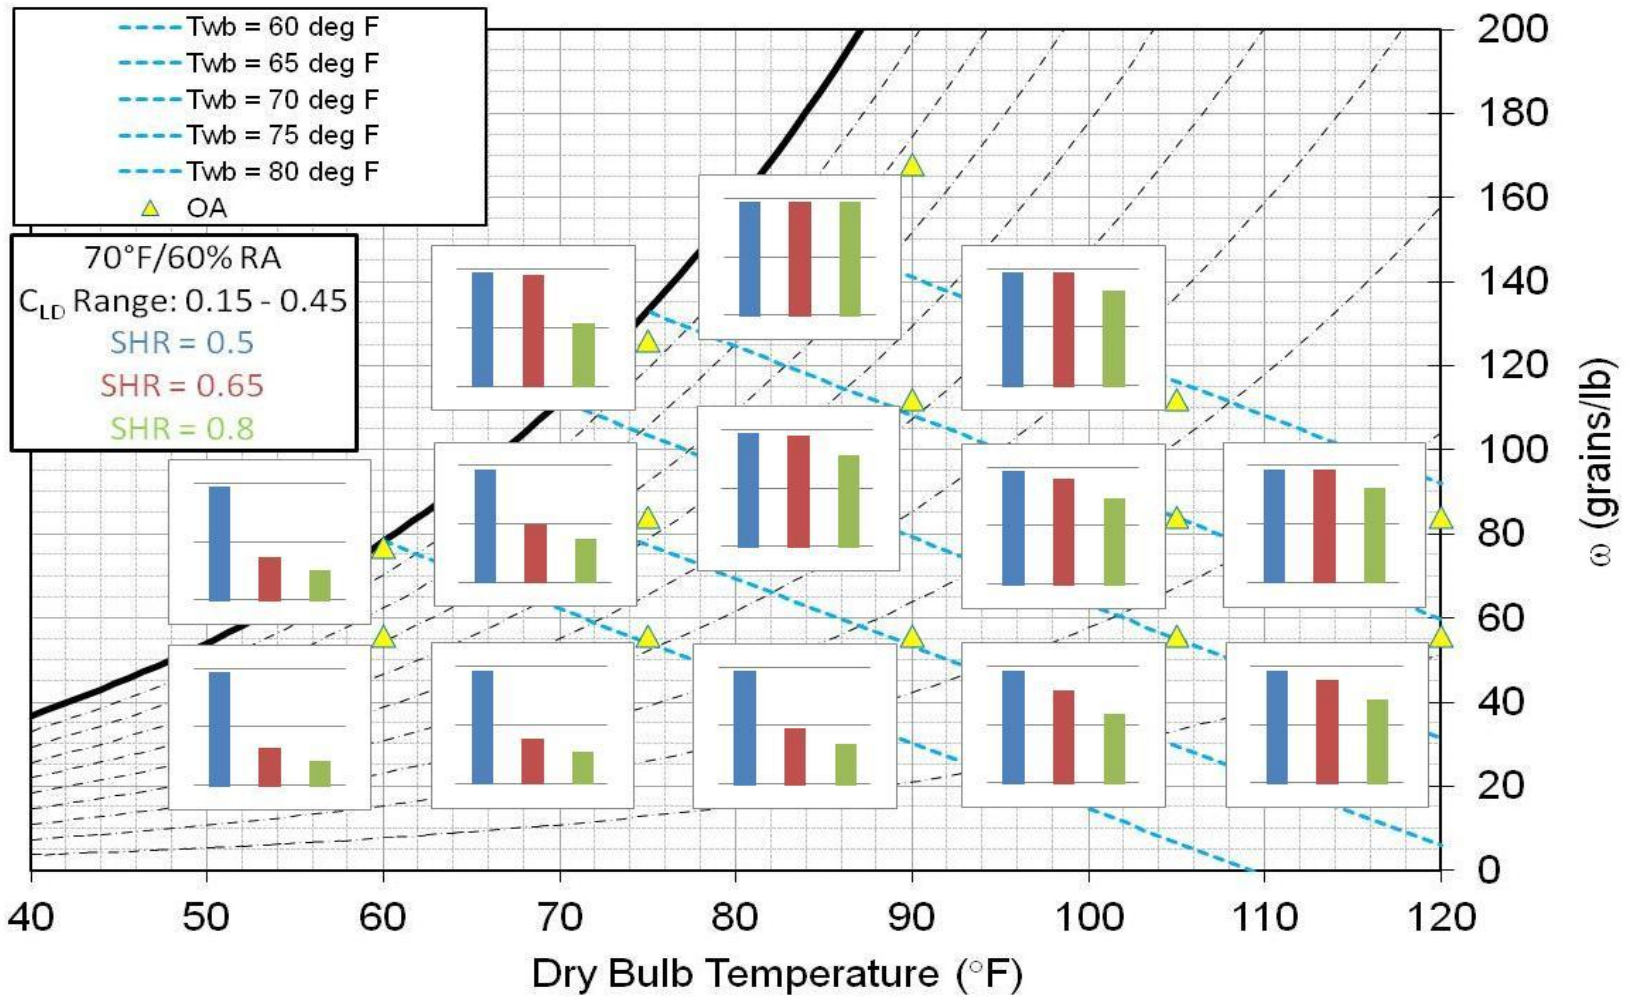 Twb = 60 deg F
Twb = 65 deg F
Twb = 70 deg F
Twb = 75 deg F
Twb = 80 deg F
OA
70°F/60% RA
CLD Range: 0.15 - 0.45
SHR = 0.5
SHR = 0.65
SHR = 0.8
200
180
160
140
120
100
80
60
40
20
0
ω (grains/lb)
40 50 60 70 80 90 100 110 120
Dry Bulb Temperature (°F)